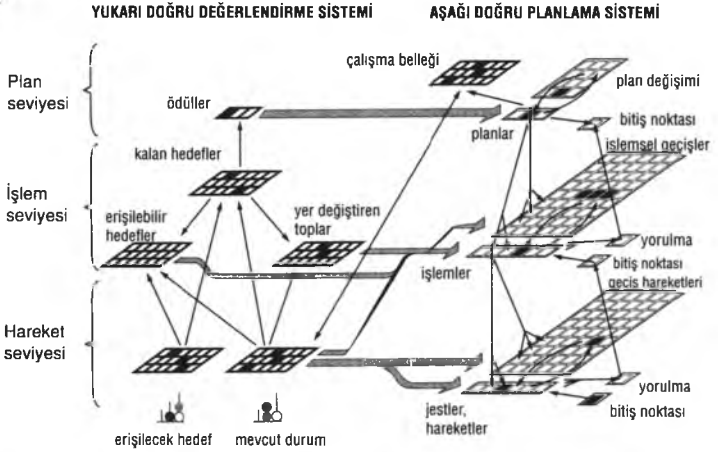 YUKARI DOĞRU DEĞERLENDİRME SİSTEMİ
AŞAĞI DOĞRU PLANLAMA SİSTEMİ
Plan
seviyesi
çalışma belleği
plan değişimi
ödüller
planlar
bitiş noktası
kalan hedefler
işlemsel geçişler
İşlem
seviyesi
erişilebilir
hedefler
yer değiştiren
toplar
işlemler
yorulma
bitiş noktası
geçiş hareketleri
Hareket
seviyesi
yorulma
jestler,
hareketler
bitiş noktası
erişilecek hedef
mevcut durum